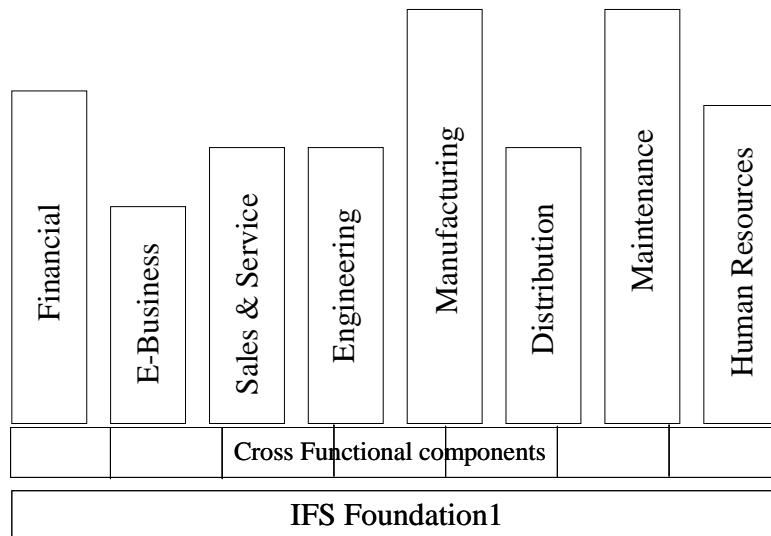 Financial
E-Business
Sales & Service
Engineering
Manufacturing
Distribution
Maintenance
Human Resources
Cross Functional components
IFS Foundation1